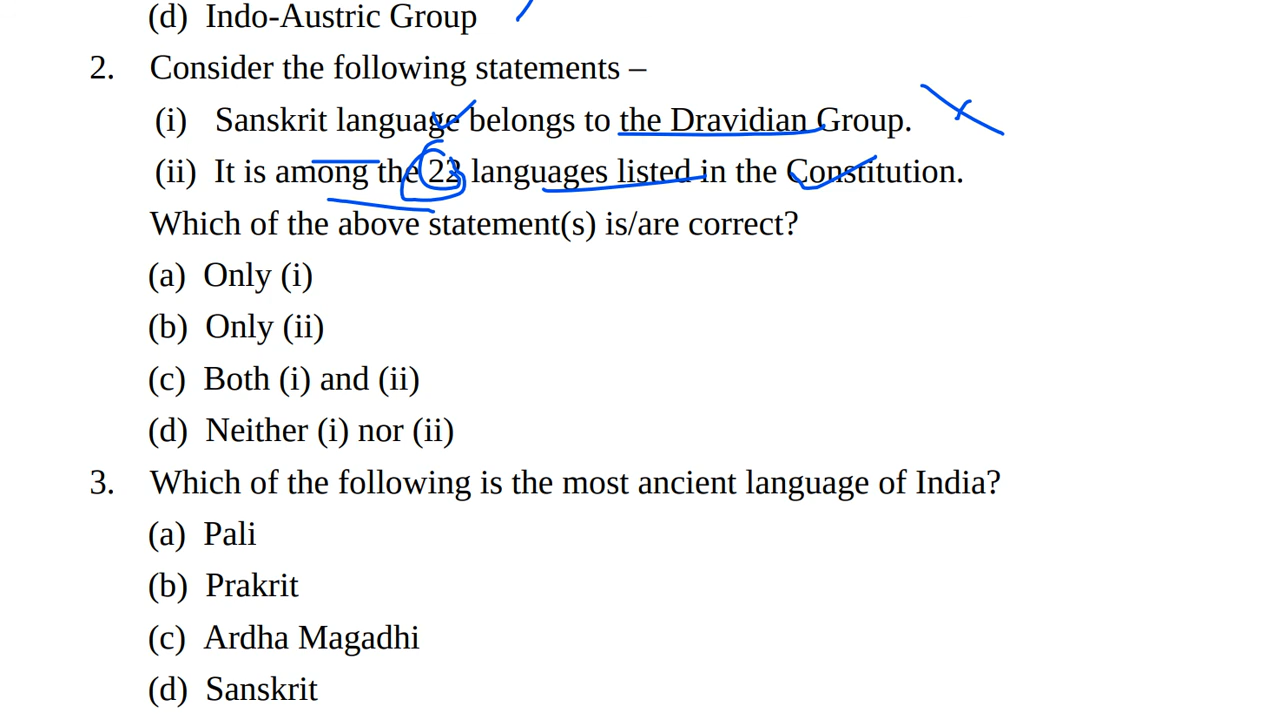 (d) Indo-Austric Group
2. Consider the following statements –
(i) Sanskrit language belongs to the Dravidian Group.
(ii) It is among the 22 languages listed in the Constitution.
Which of the above statement(s) is/are correct?
(a) Only (i)
(b) Only (ii)
(c) Both (i) and (ii)
(d) Neither (i) nor (ii)
3. Which of the following is the most ancient language of India?
(a) Pali
(b) Prakrit
(c) Ardha Magadhi
(d) Sanskrit